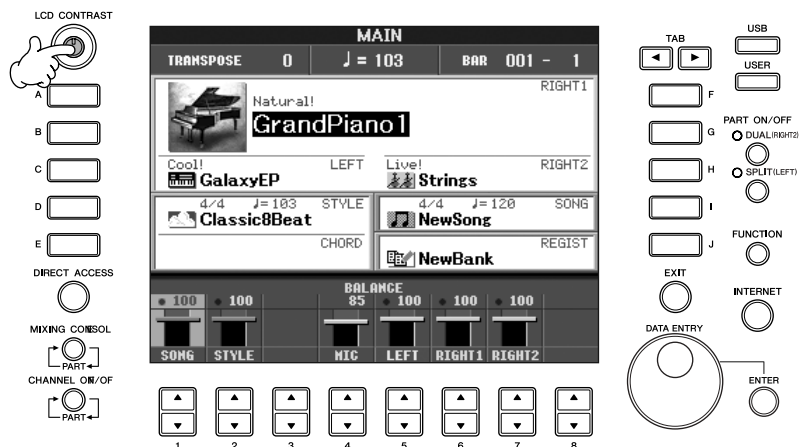 LCD CONTRAST
A
B
C
D
E
DIRECT ACCESS
MIXING CONSOL
PART
CHANNEL ON/OF
PART
MAIN
TRANSPOSE 0
♩= 103
BAR 001 - 1
RIGHT1
Natural!
GrandPiano1
Cool! LEFT
GalaxyEP
Live! RIGHT2
Strings
4/4 ♩=103 STYLE
Classic8Beat
4/4 ♩=120 SONG
NewSong
CHORD
REGIST
NewBank
BALANCE
100 100 85 100 100 100
SONG STYLE MIC LEFT RIGHT1 RIGHT2
1 2 3 4 5 6 7 8
TAB
F
G
H
I
J
EXIT
DATA ENTRY
USB
USER
PART ON/OFF
DUAL(RIGHT2)
SPLIT(LEFT)
FUNCTION
INTERNET
ENTER